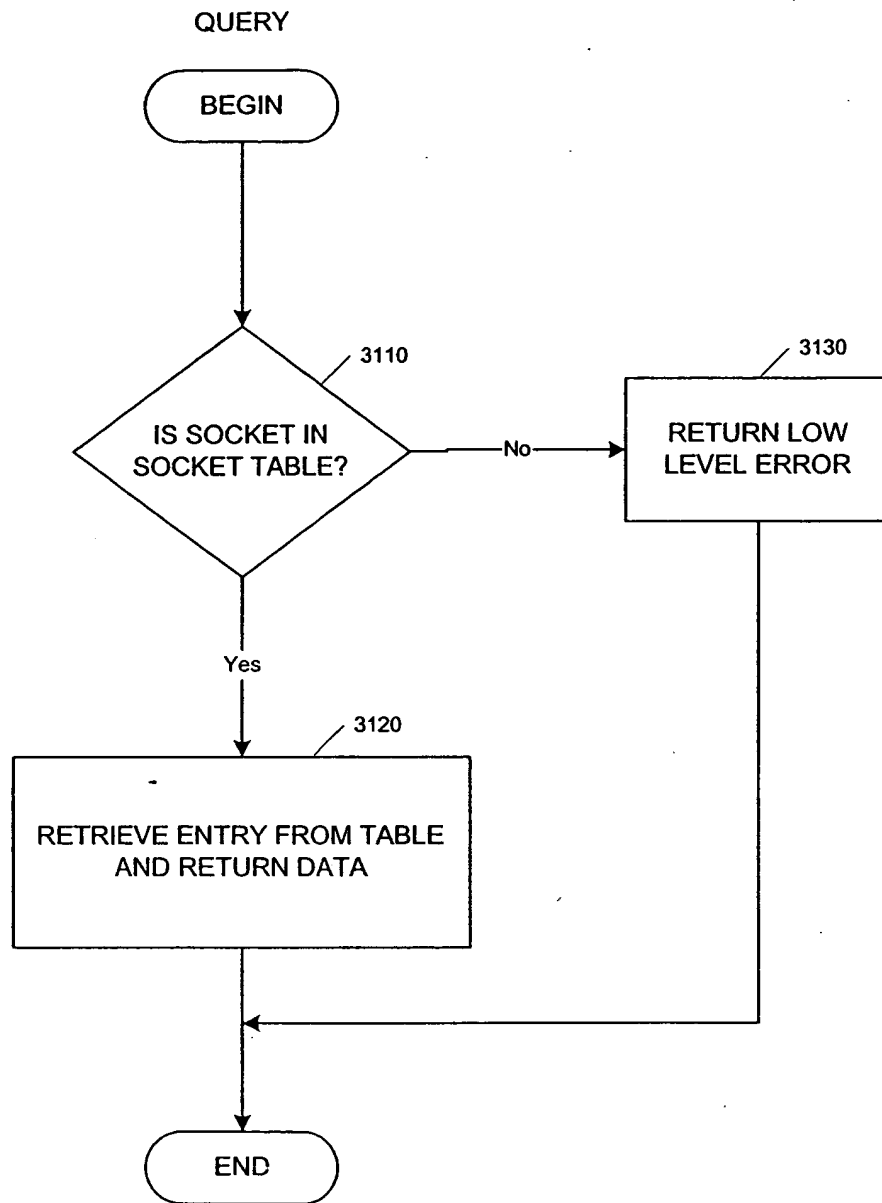 QUERY
BEGIN
3110
IS SOCKET IN
SOCKET TABLE?
No
3130
RETURN LOW
LEVEL ERROR
Yes
3120
RETRIEVE ENTRY FROM TABLE
AND RETURN DATA
END